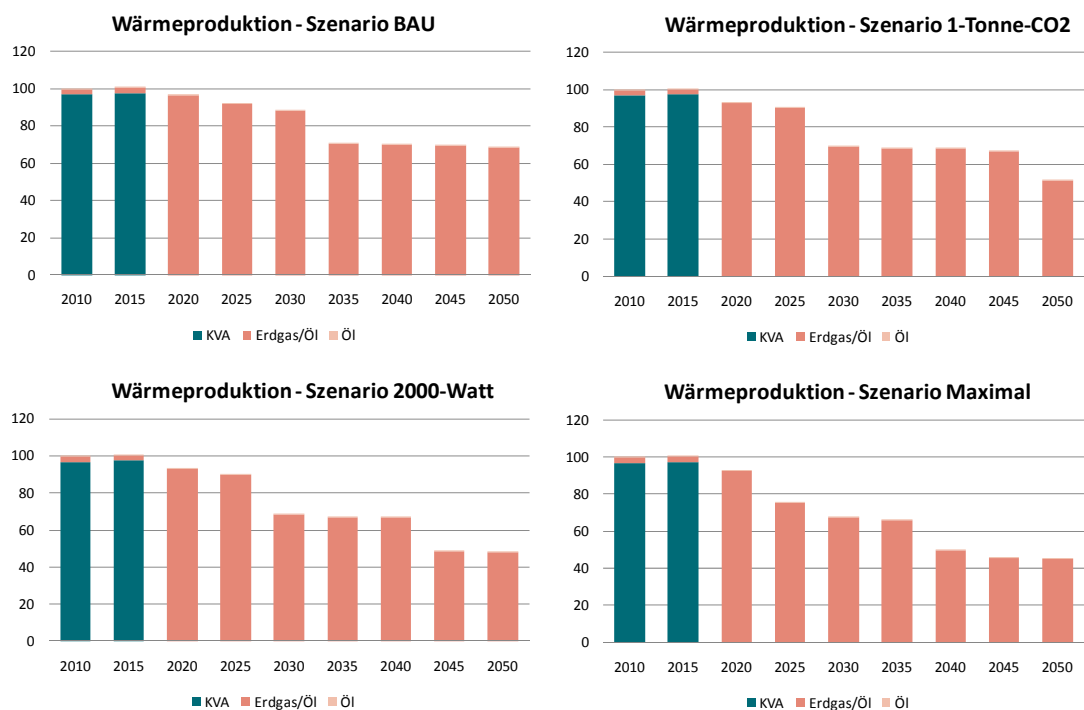 Wärmeproduktion - Szenario BAU
120
100
80
60
40
20
0
2010 2015 2020 2025 2030 2035 2040 2045 2050
KVA Erdgas/Öl Öl
Wärmeproduktion - Szenario 1-Tonne-CO2
120
100
80
60
40
20
0
2010 2015 2020 2025 2030 2035 2040 2045 2050
KVA Erdgas/Öl Öl
Wärmeproduktion - Szenario 2000-Watt
120
100
80
60
40
20
0
2010 2015 2020 2025 2030 2035 2040 2045 2050
KVA Erdgas/Öl Öl
Wärmeproduktion - Szenario Maximal
120
100
80
60
40
20
0
2010 2015 2020 2025 2030 2035 2040 2045 2050
KVA Erdgas/Öl Öl